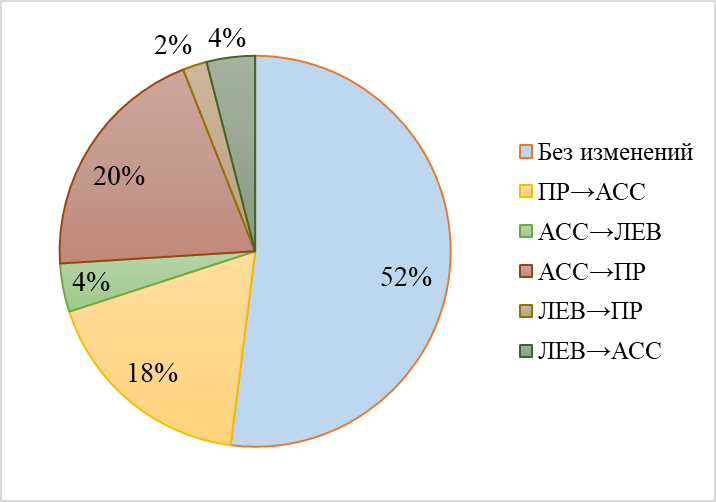 2%
4%
20%
4%
18%
52%
Без изменений
ПР→АСС
АСС→ЛЕВ
АСС→ПР
ЛЕВ→ПР
ЛЕВ→АСС